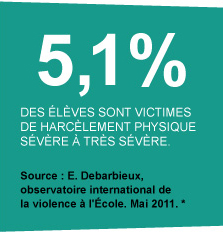 5,1%
DES ÉLÈVES SONT VICTIMES
DE HARCÈLEMENT PHYSIQUE
SÉVÈRE À TRÈS SÉVÈRE.
Source : E. Debarbieux,
observatoire international de
la violence à l'École. Mai 2011. *